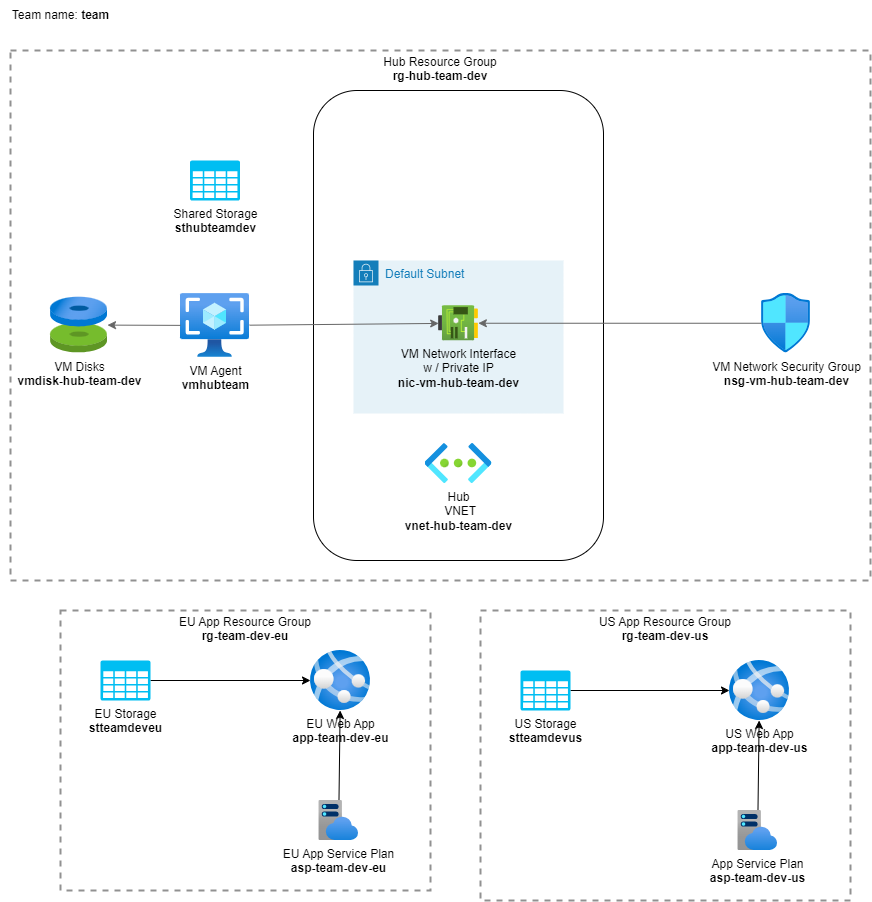 Team name: team
Hub Resource Group
rg-hub-team-dev
Shared Storage
sthubteamdev
Default Subnet
VM Disks
vmdisk-hub-team-dev
VM Agent
vmhubteam
VM Network Interface
w / Private IP
nic-vm-hub-team-dev
VM Network Security Group
nsg-vm-hub-team-dev
Hub
VNET
vnet-hub-team-dev
EU App Resource Group
rg-team-dev-eu
EU Storage
stteamdeveu
EU Web App
app-team-dev-eu
EU App Service Plan
asp-team-dev-eu
US App Resource Group
rg-team-dev-us
US Storage
stteamdevus
US Web App
app-team-dev-us
App Service Plan
asp-team-dev-us